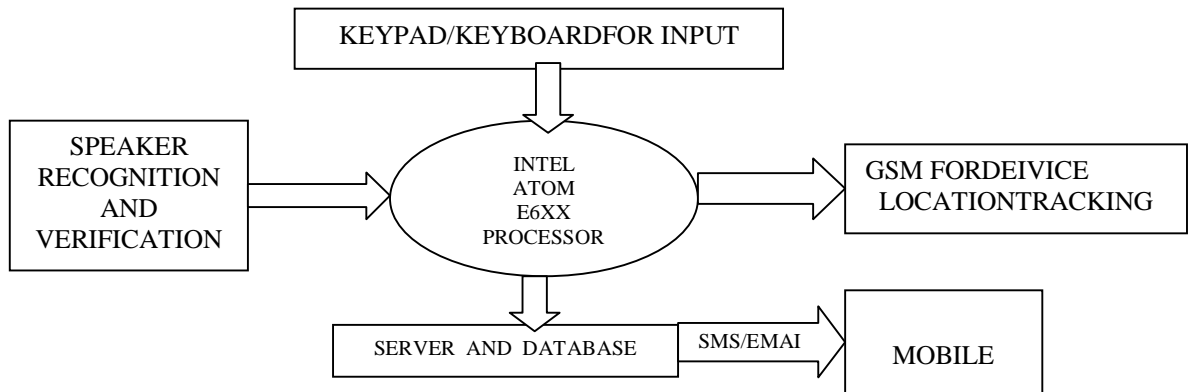 KEYPAD/KEYBOARDFOR INPUT
SPEAKER
RECOGNITION
AND
VERIFICATION
INTEL
ATOM
E6XX
PROCESSOR
GSM FORDEIVICE
LOCATIONTRACKING
SERVER AND DATABASE
SMS/EMAI
MOBILE